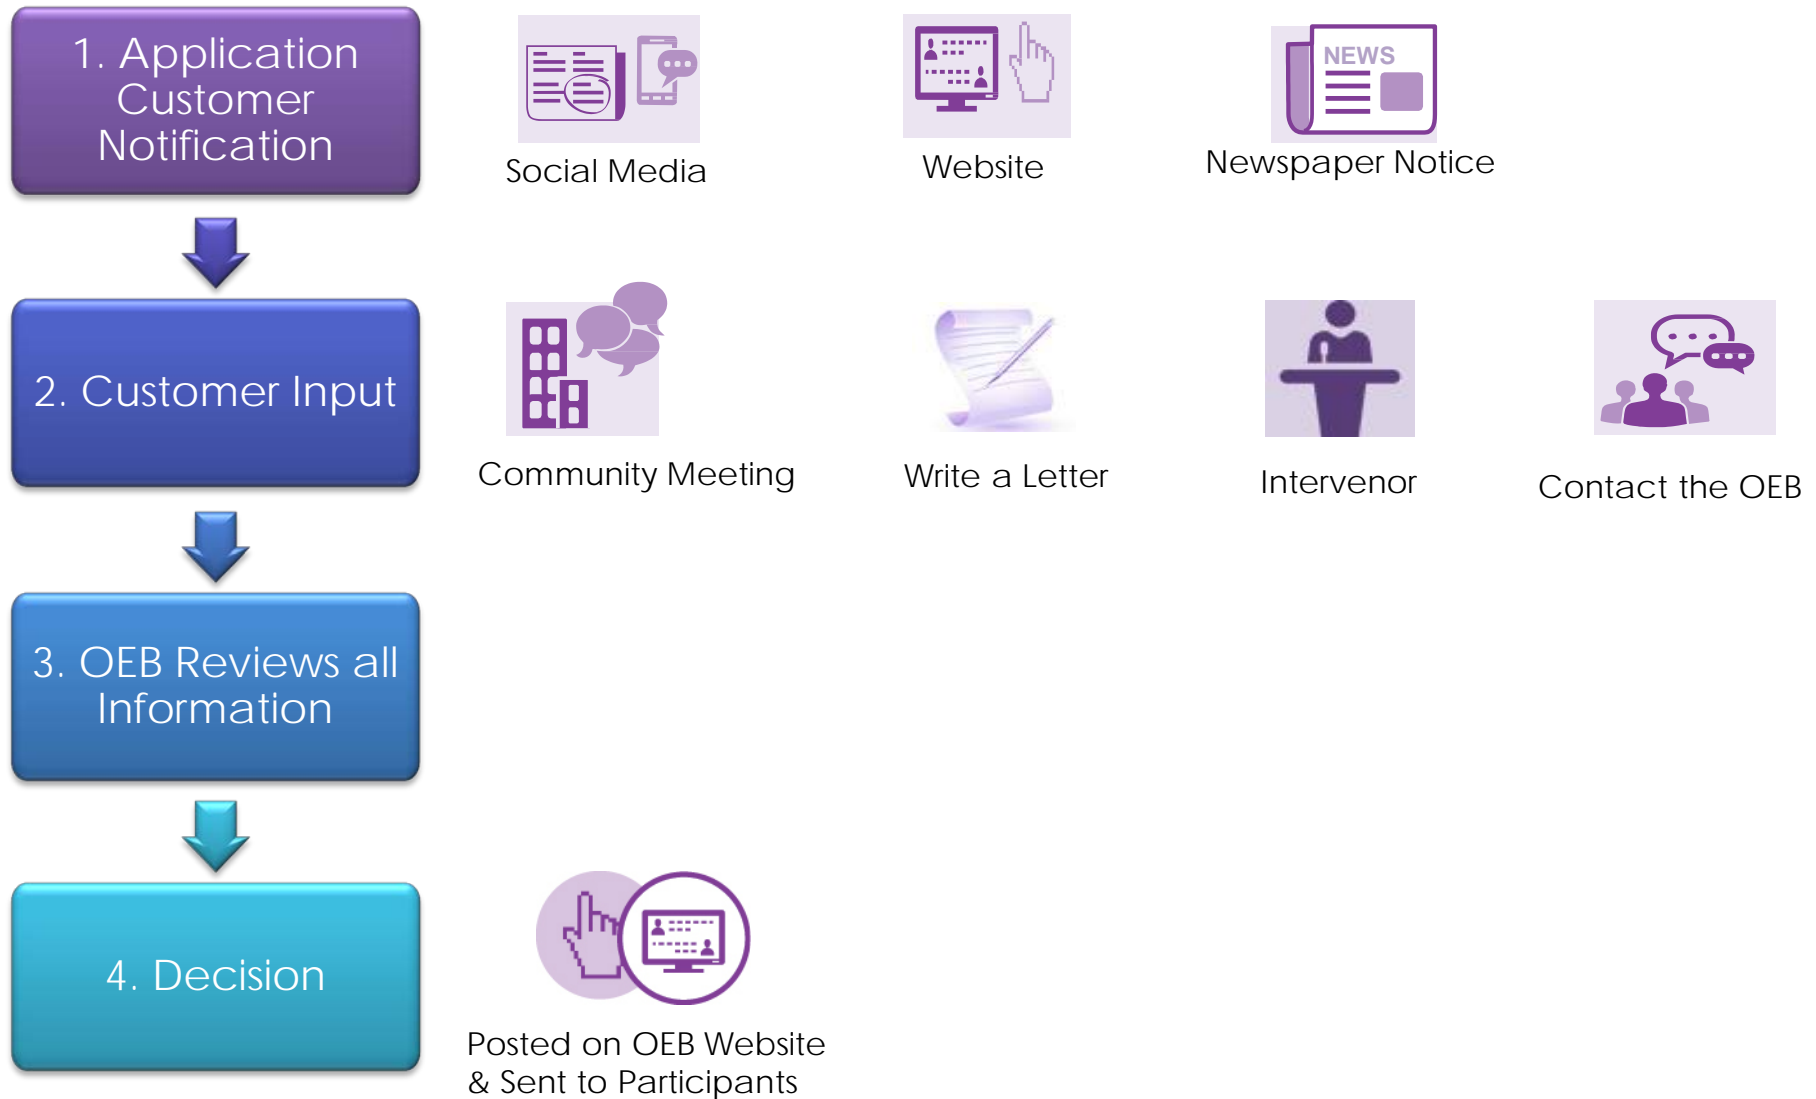 1. Application
Customer
Notification
Social Media
Website
NEWS
Newspaper Notice
2. Customer Input
Community Meeting
Write a Letter
Intervenor
Contact the OEB
3. OEB Reviews all
Information
4. Decision
Posted on OEB Website
& Sent to Participants